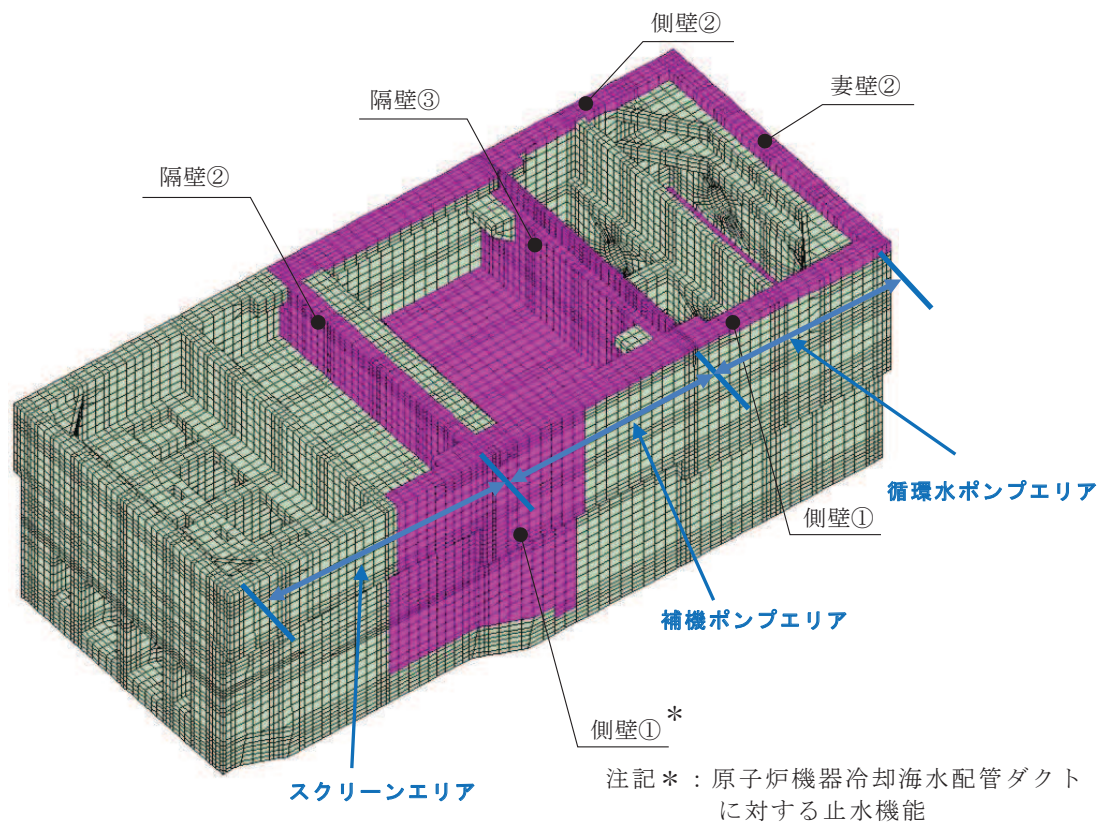 側壁②
妻壁②
隔壁③
隔壁②
循環水ポンプエリア
側壁①
補機ポンプエリア
側壁①＊
スクリーンエリア
注記＊：原子炉機器冷却海水配管ダクト
に対する止水機能